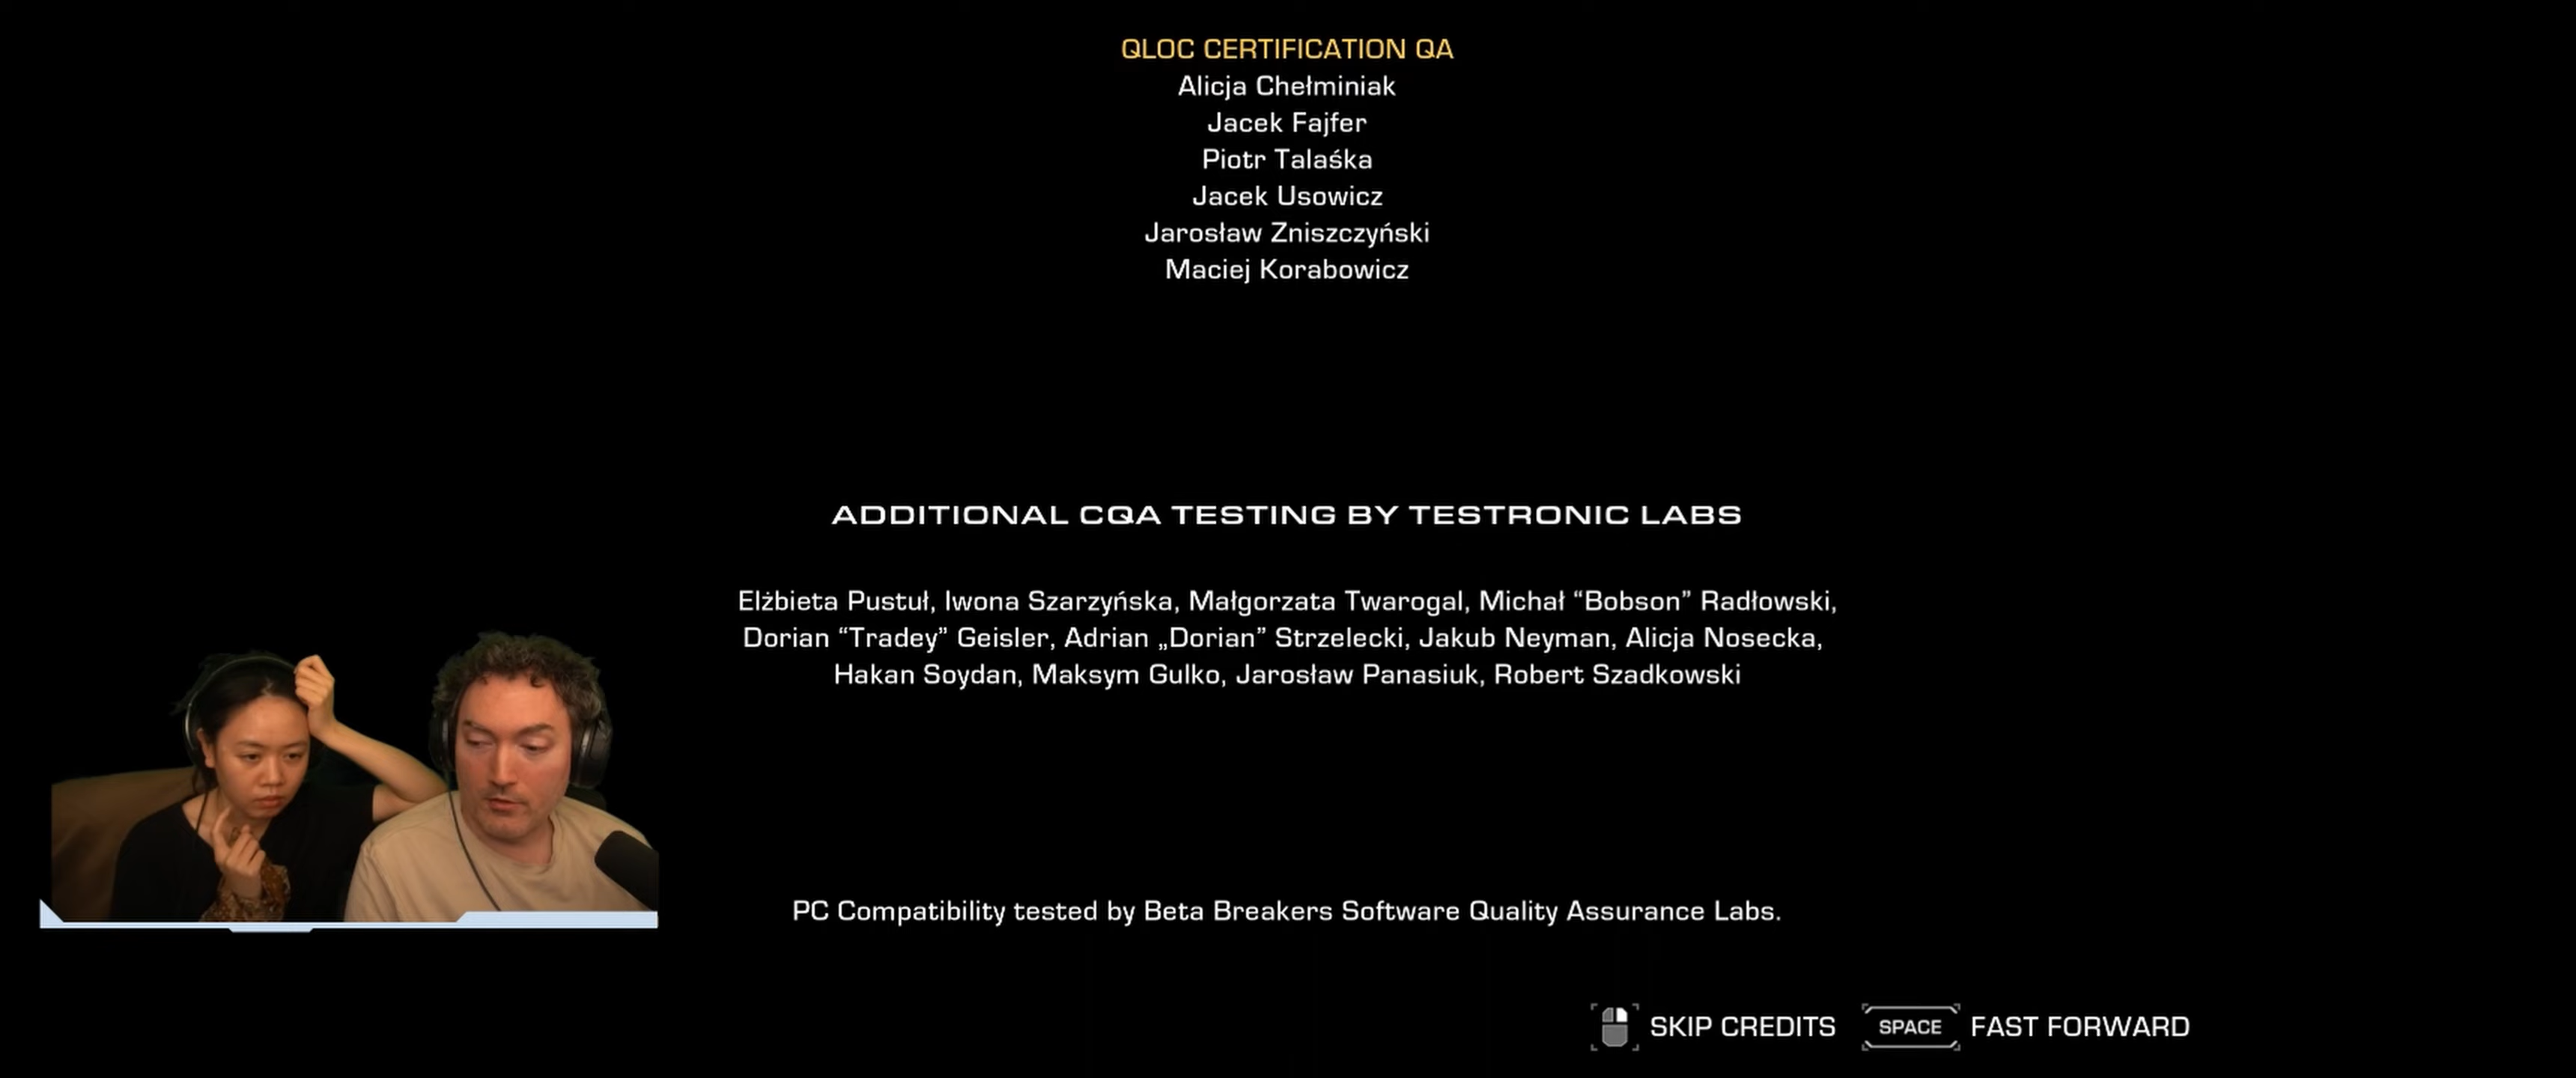 QLOC CERTIFICATION QA
Alicja Chełminiak
Jacek Fajfer
Piotr Talaśka
Jacek Usowicz
Jarosław Zniszczyński
Maciej Korabowicz
ADDITIONAL CQA TESTING BY TESTRONIC LABS
Elżbieta Pustuł, Iwona Szarzyńska, Małgorzata Twarogal, Michał “Bobson” Radłowski,
Dorian “Tradey” Geisler, Adrian „Dorian” Strzelecki, Jakub Neyman, Alicja Nosecka,
Hakan Soydan, Maksym Gulko, Jarosław Panasiuk, Robert Szadkowski
PC Compatibility tested by Beta Breakers Software Quality Assurance Labs.
SKIP CREDITS SPACE FAST FORWARD